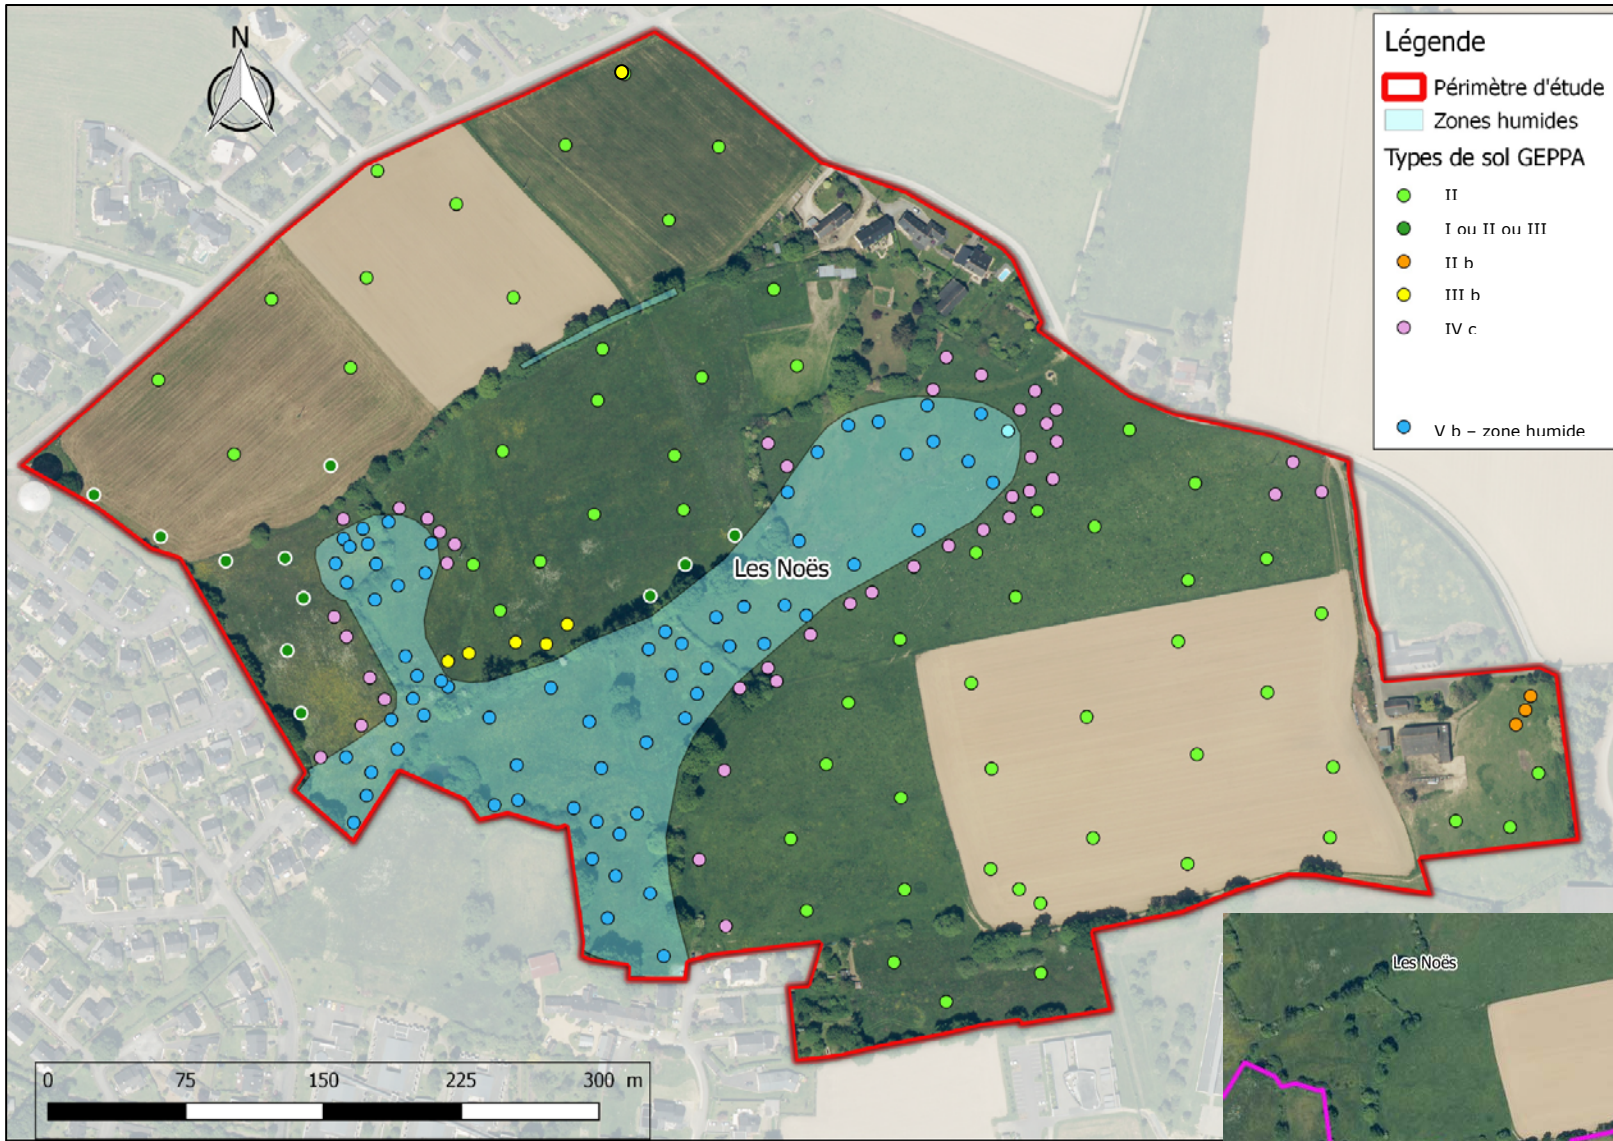 N
Légende
Périmètre d'étude
Zones humides
Types de sol GEPPA
II
I ou II ou III
II b
III b
IV c
V b – zone humide
Les Noës
Les Noës
0 75 150 225 300 m